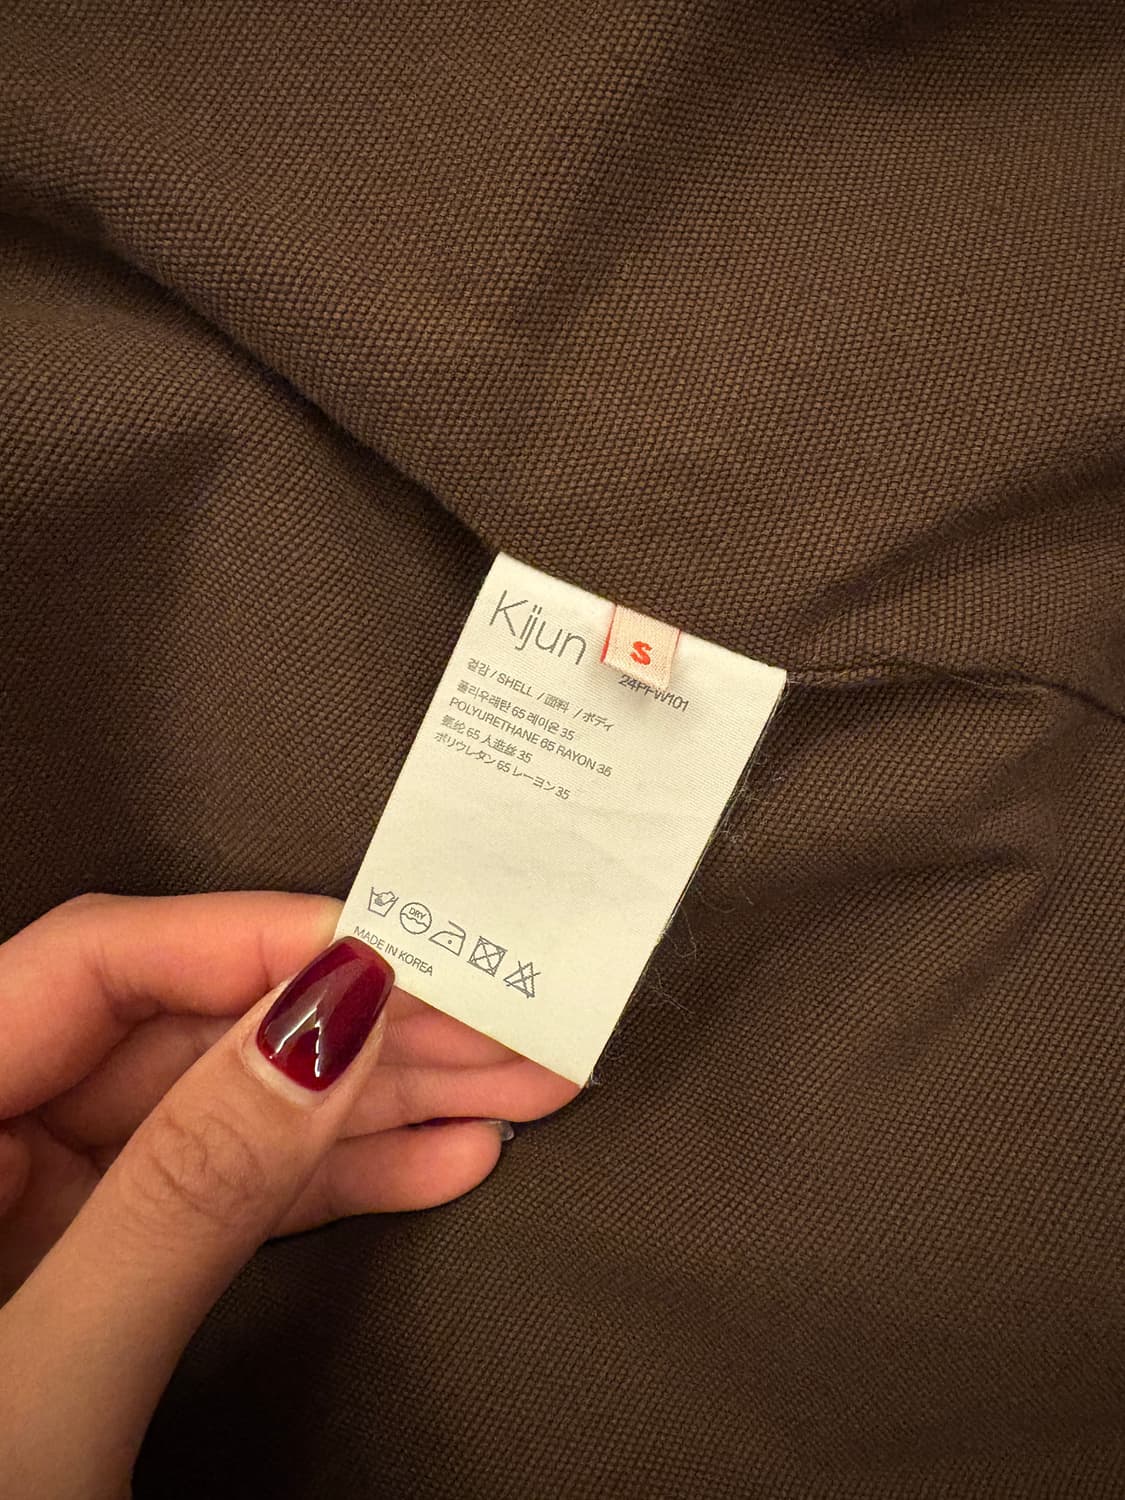 Kijun
S
24PFW101
겉감 / SHELL / 面料 / ボディ
폴리우레탄 65 레이온 35
POLYURETHANE 65 RAYON 35
氨纶 65 人造丝 35
ポリウレタン 65 レーヨン 35
DRY
MADE IN KOREA